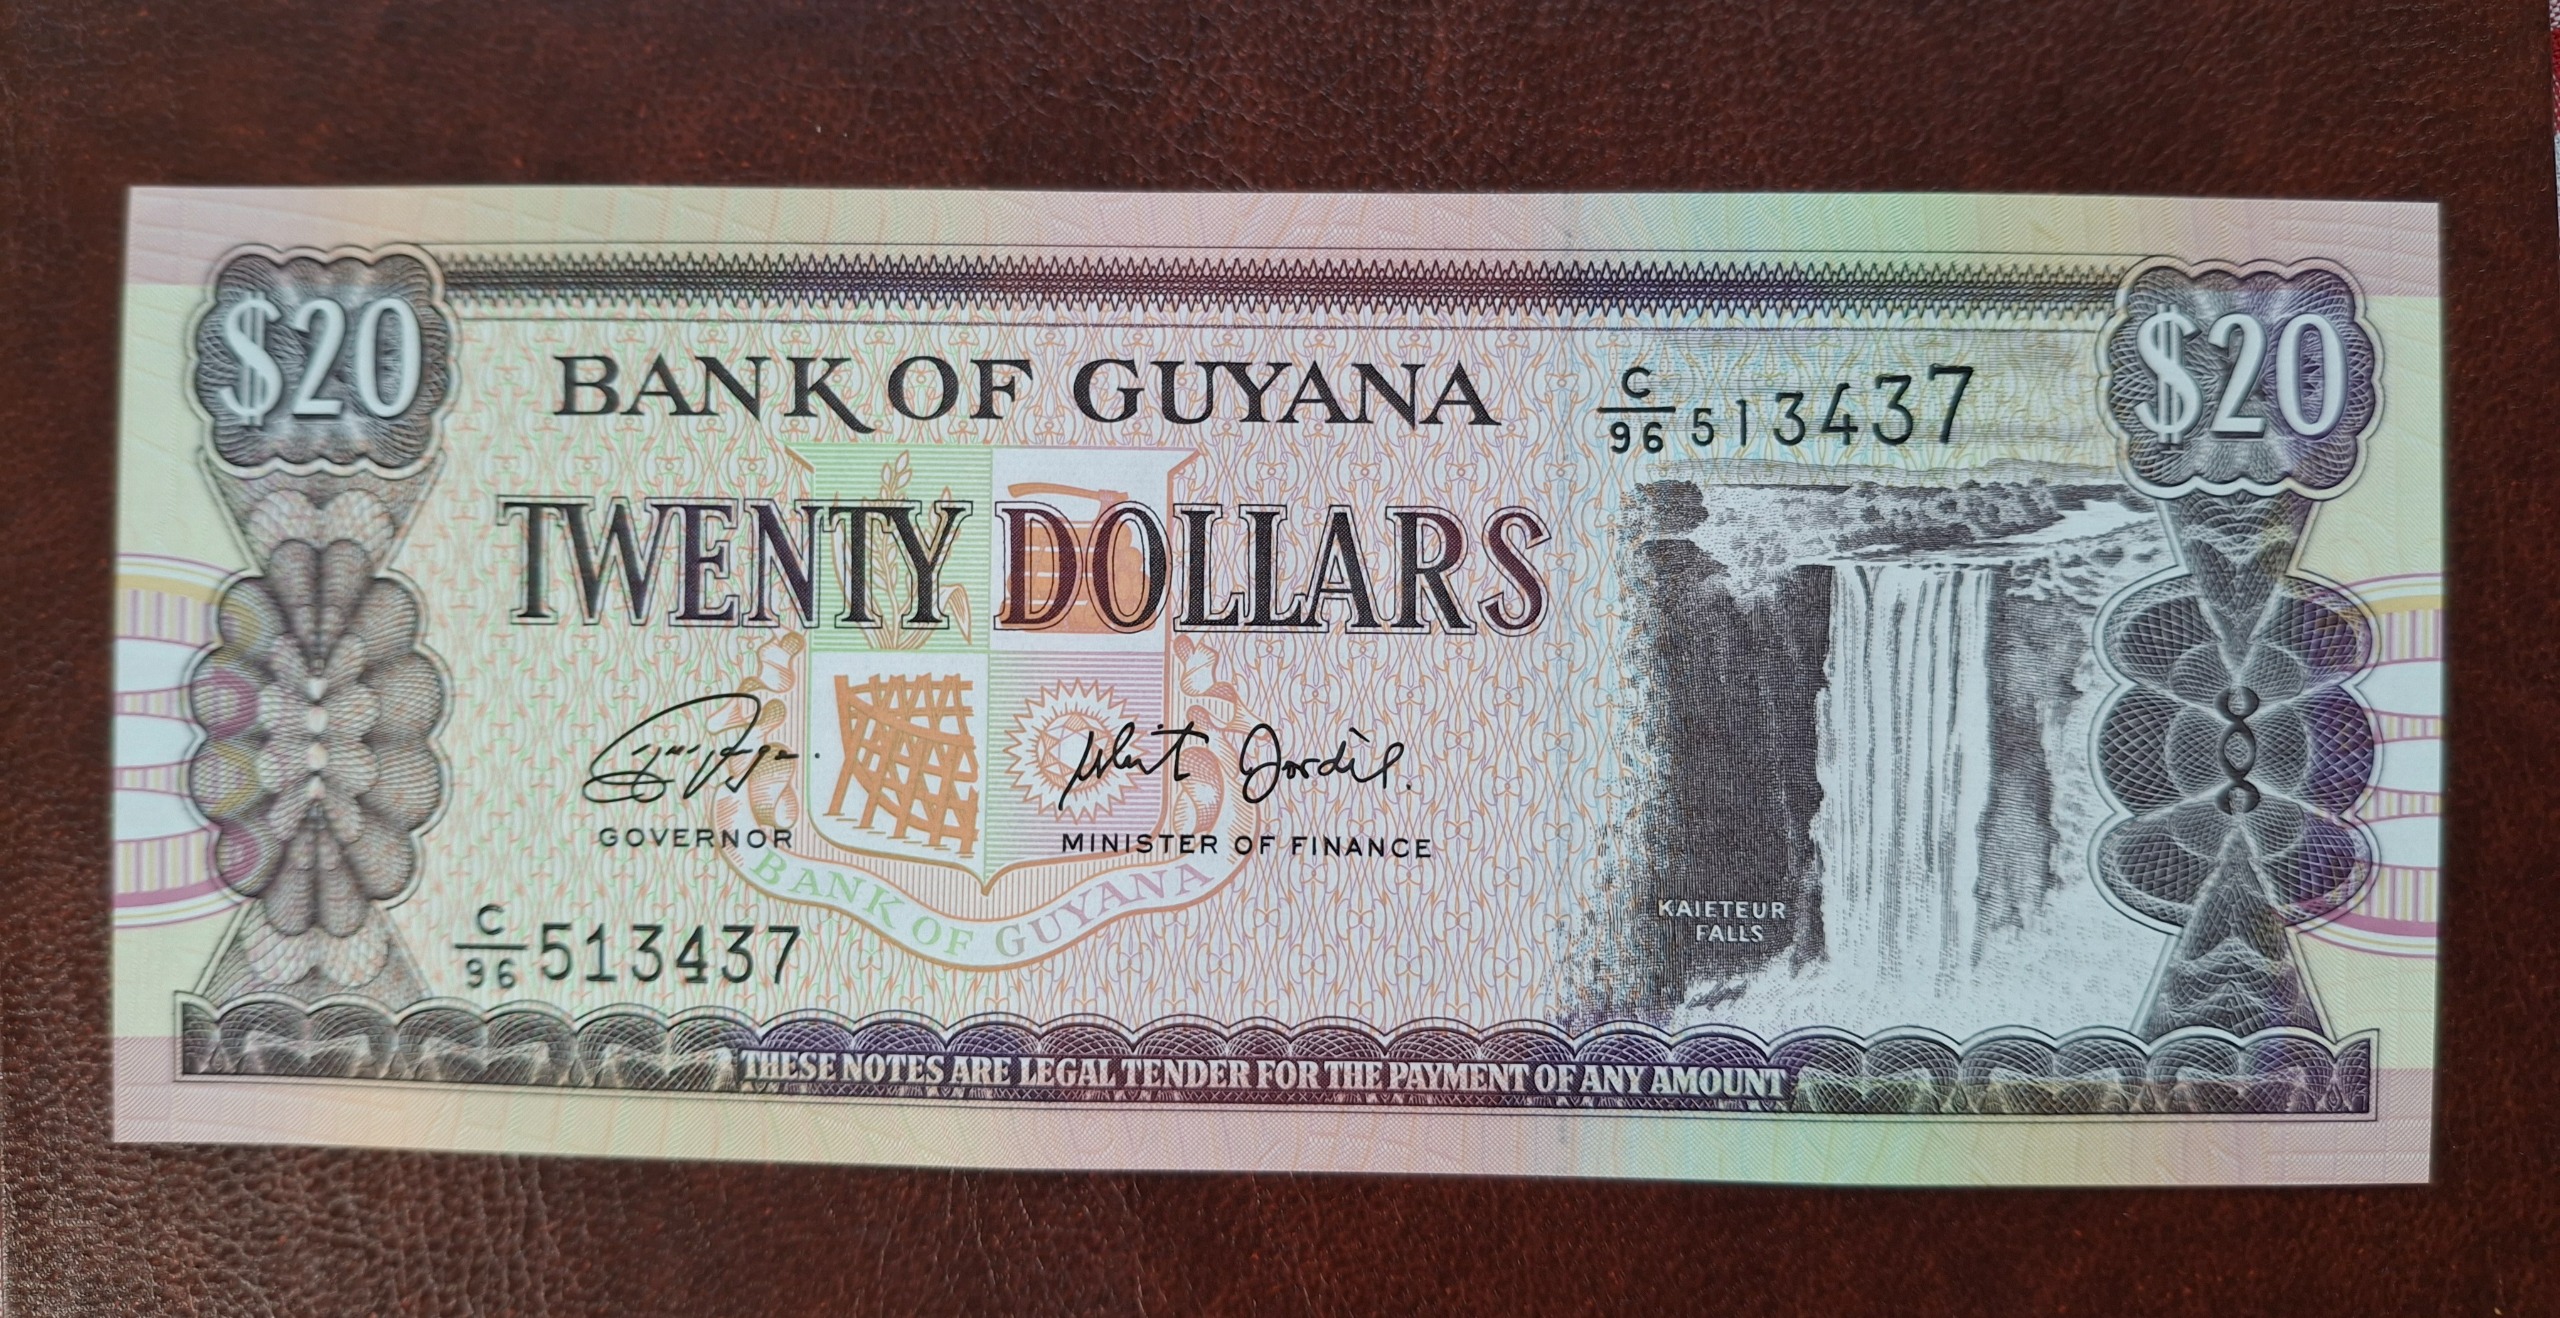 $20
$20
BANK OF GUYANA
C/96 513437
TWENTY DOLLARS
GOVERNOR
MINISTER OF FINANCE
BANK OF GUYANA
KAIETEUR
FALLS
C/96 513437
THESE NOTES ARE LEGAL TENDER FOR THE PAYMENT OF ANY AMOUNT